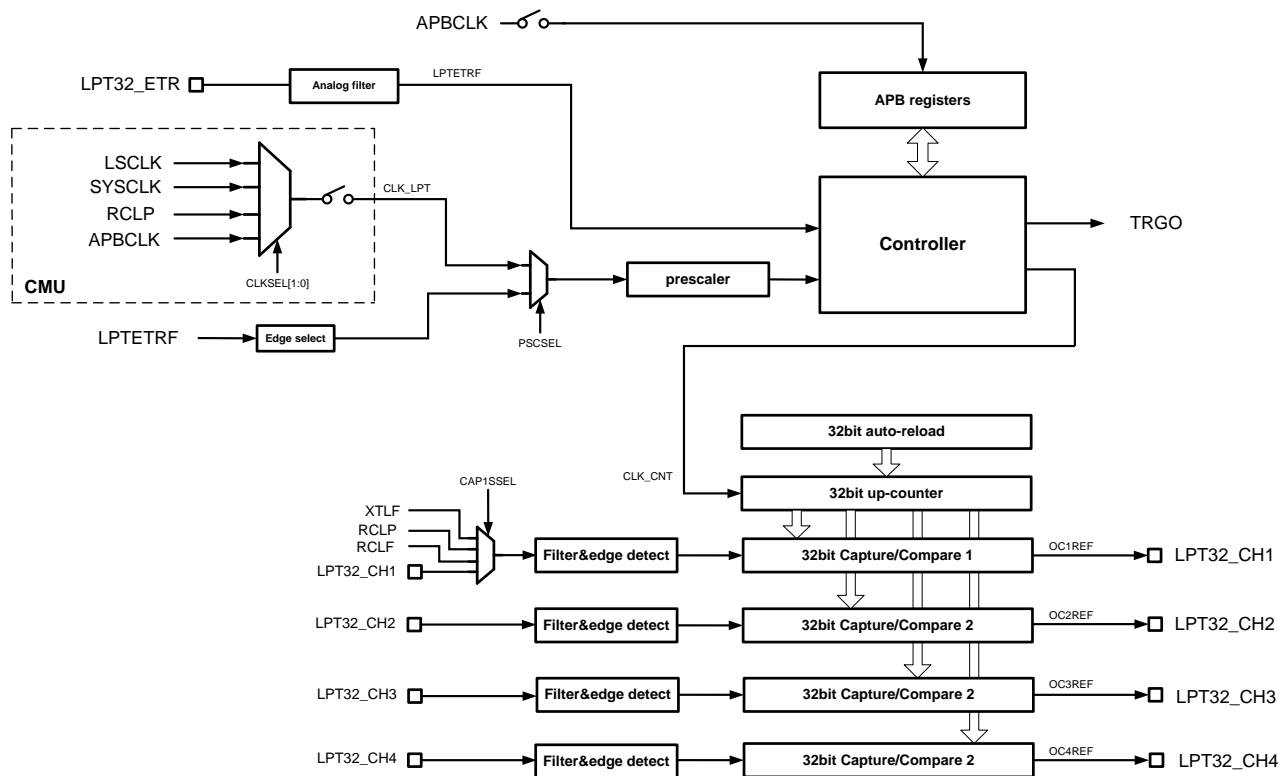 APBCLK
LPT32_ETR
Analog filter
LPTETRF
APB registers
LSCLK
SYSCLK
RCLP
APBCLK
CLK_LPT
CLKSEL[1:0]
CMU
Controller
TRGO
prescaler
LPTETRF
Edge select
PSCSEL
32bit auto-reload
CLK_CNT
32bit up-counter
CAP1SSEL
XTLF
RCLP
RCLF
LPT32_CH1
Filter&edge detect
32bit Capture/Compare 1
OC1REF
LPT32_CH1
LPT32_CH2
Filter&edge detect
32bit Capture/Compare 2
OC2REF
LPT32_CH2
LPT32_CH3
Filter&edge detect
32bit Capture/Compare 2
OC3REF
LPT32_CH3
LPT32_CH4
Filter&edge detect
32bit Capture/Compare 2
OC4REF
LPT32_CH4